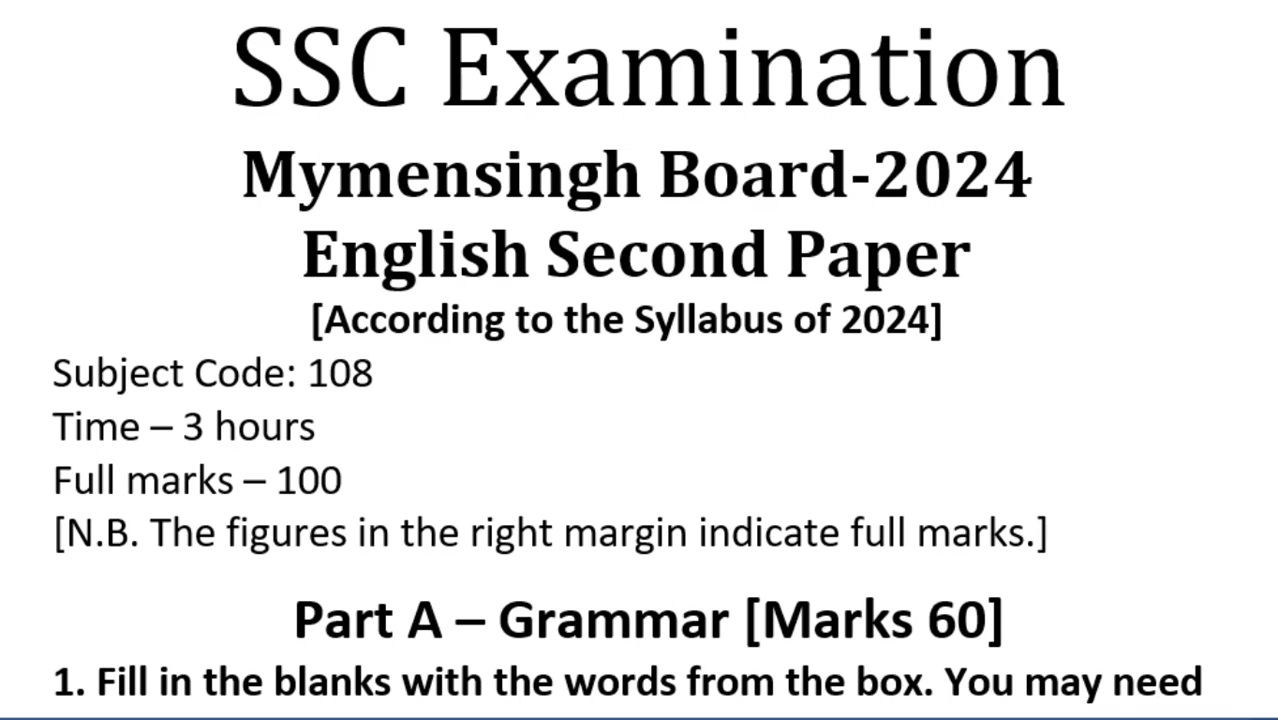 SSC Examination
Mymensingh Board-2024
English Second Paper
[According to the Syllabus of 2024]
Subject Code: 108
Time – 3 hours
Full marks – 100
[N.B. The figures in the right margin indicate full marks.]
Part A – Grammar [Marks 60]
1. Fill in the blanks with the words from the box. You may need